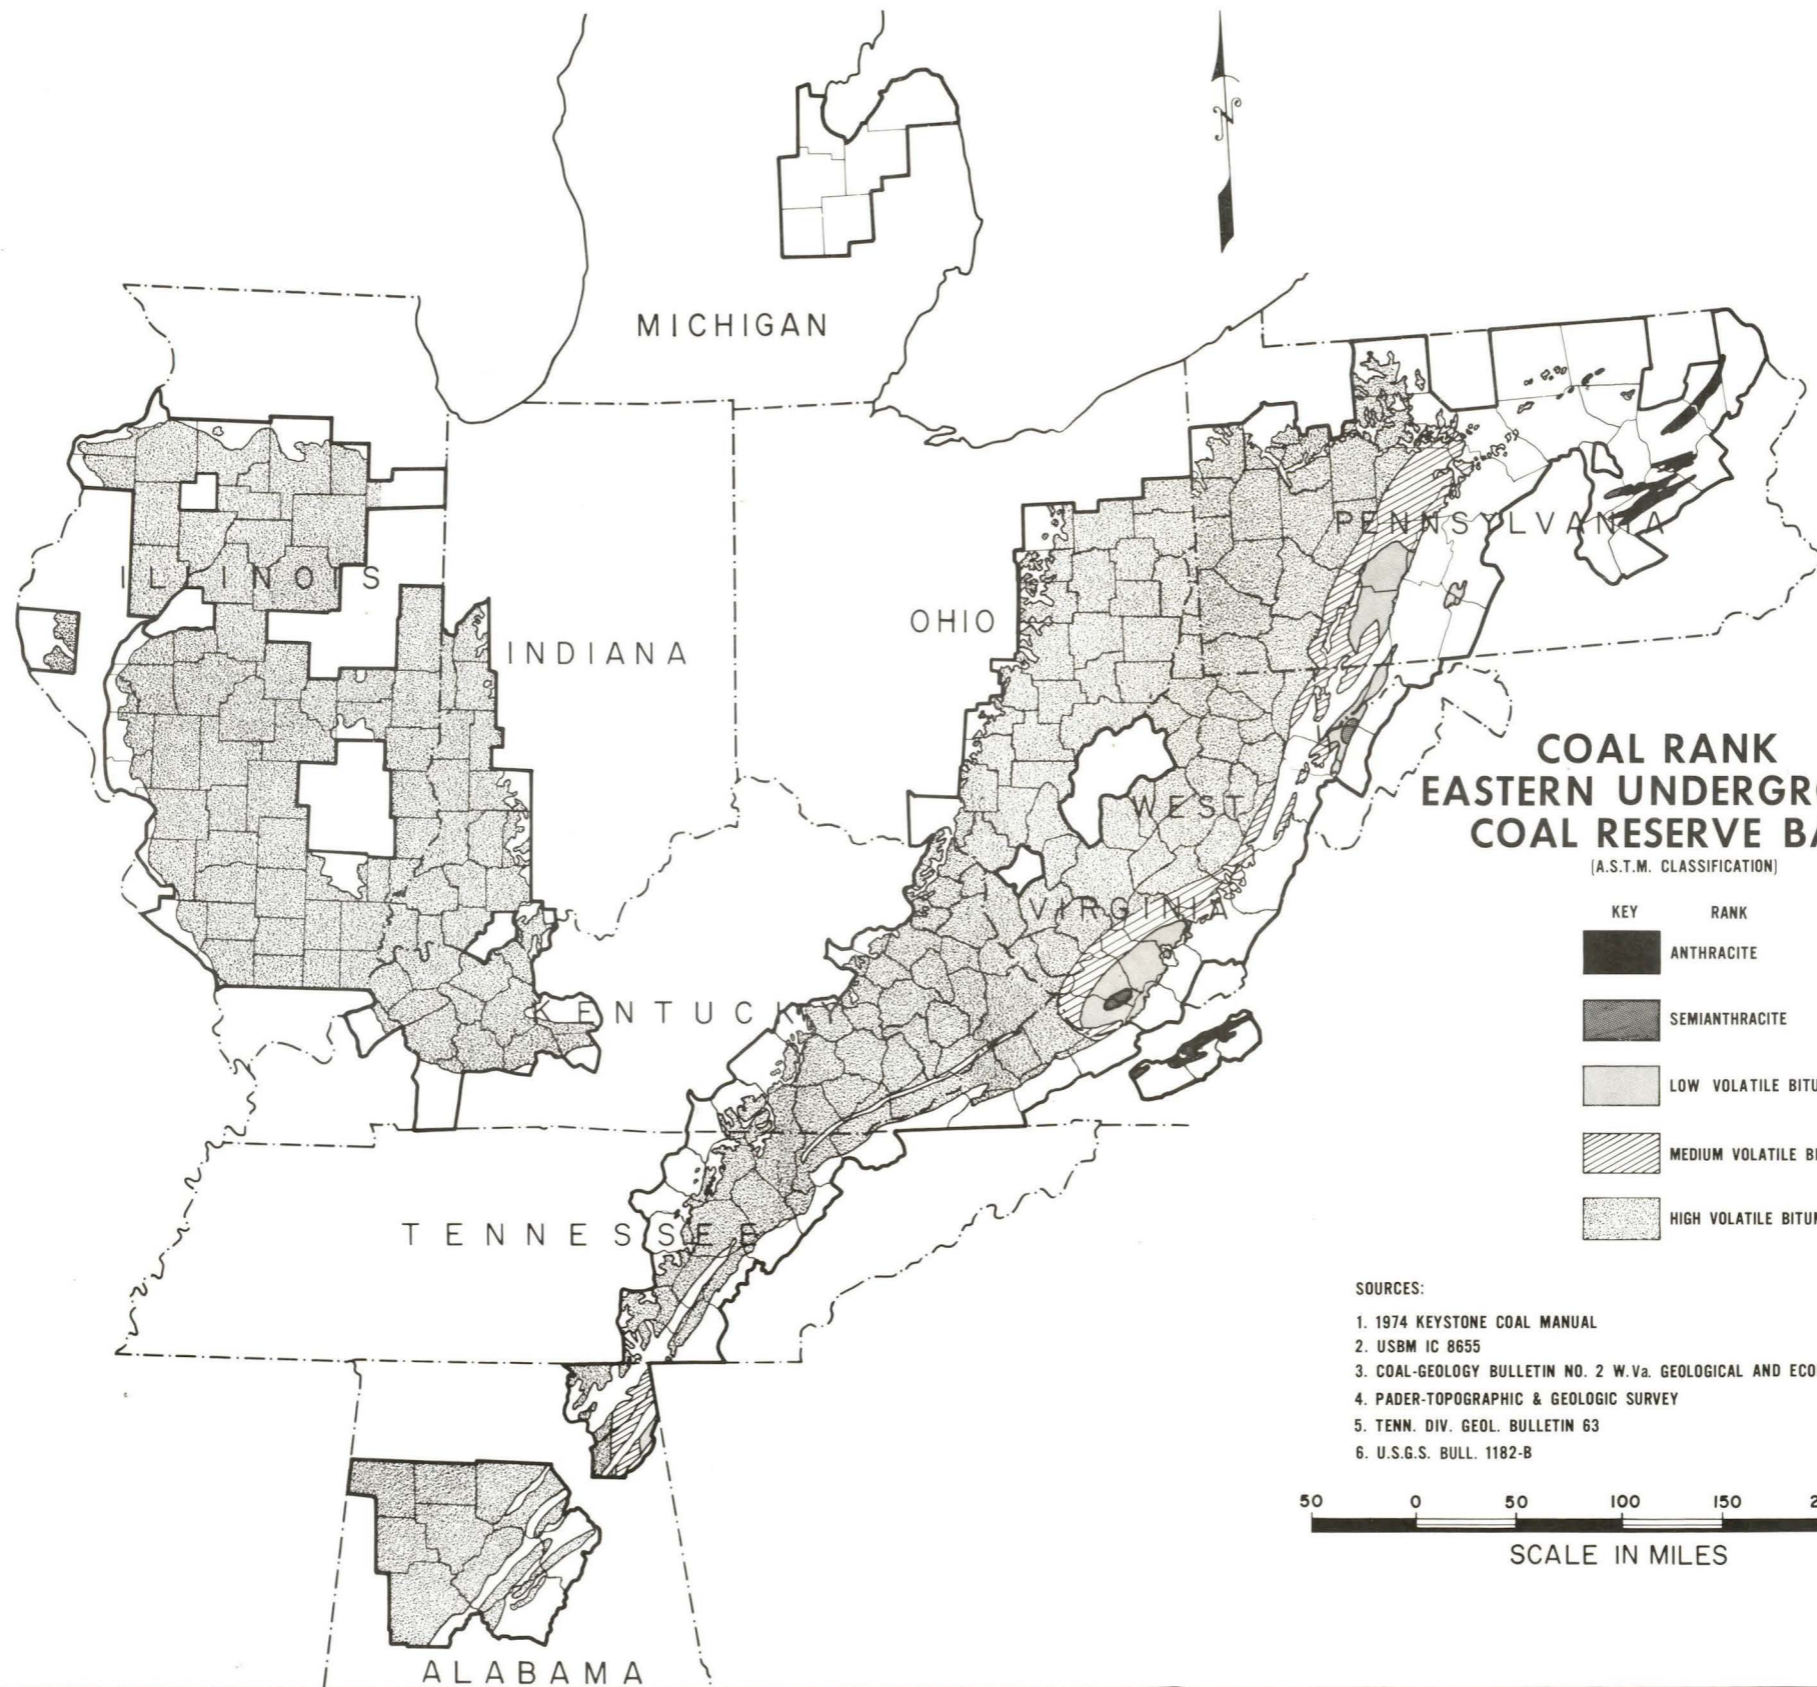 N
MICHIGAN
PENNSYLVANIA
ILLINOIS
INDIANA
OHIO
COAL RANK
EASTERN UNDERGR
COAL RESERVE BA
(A.S.T.M. CLASSIFICATION)
WEST
VIRGINIA
KENTUCKY
TENNESSEE
ALABAMA
KEY RANK
ANTHRACITE
SEMIANTHRACITE
LOW VOLATILE BITU
MEDIUM VOLATILE B
HIGH VOLATILE BITU
SOURCES:
1. 1974 KEYSTONE COAL MANUAL
2. USBM IC 8655
3. COAL-GEOLOGY BULLETIN NO. 2 W.Va. GEOLOGICAL AND ECO
4. PADER-TOPOGRAPHIC & GEOLOGIC SURVEY
5. TENN. DIV. GEOL. BULLETIN 63
6. U.S.G.S. BULL. 1182-B
50 0 50 100 150 2
SCALE IN MILES